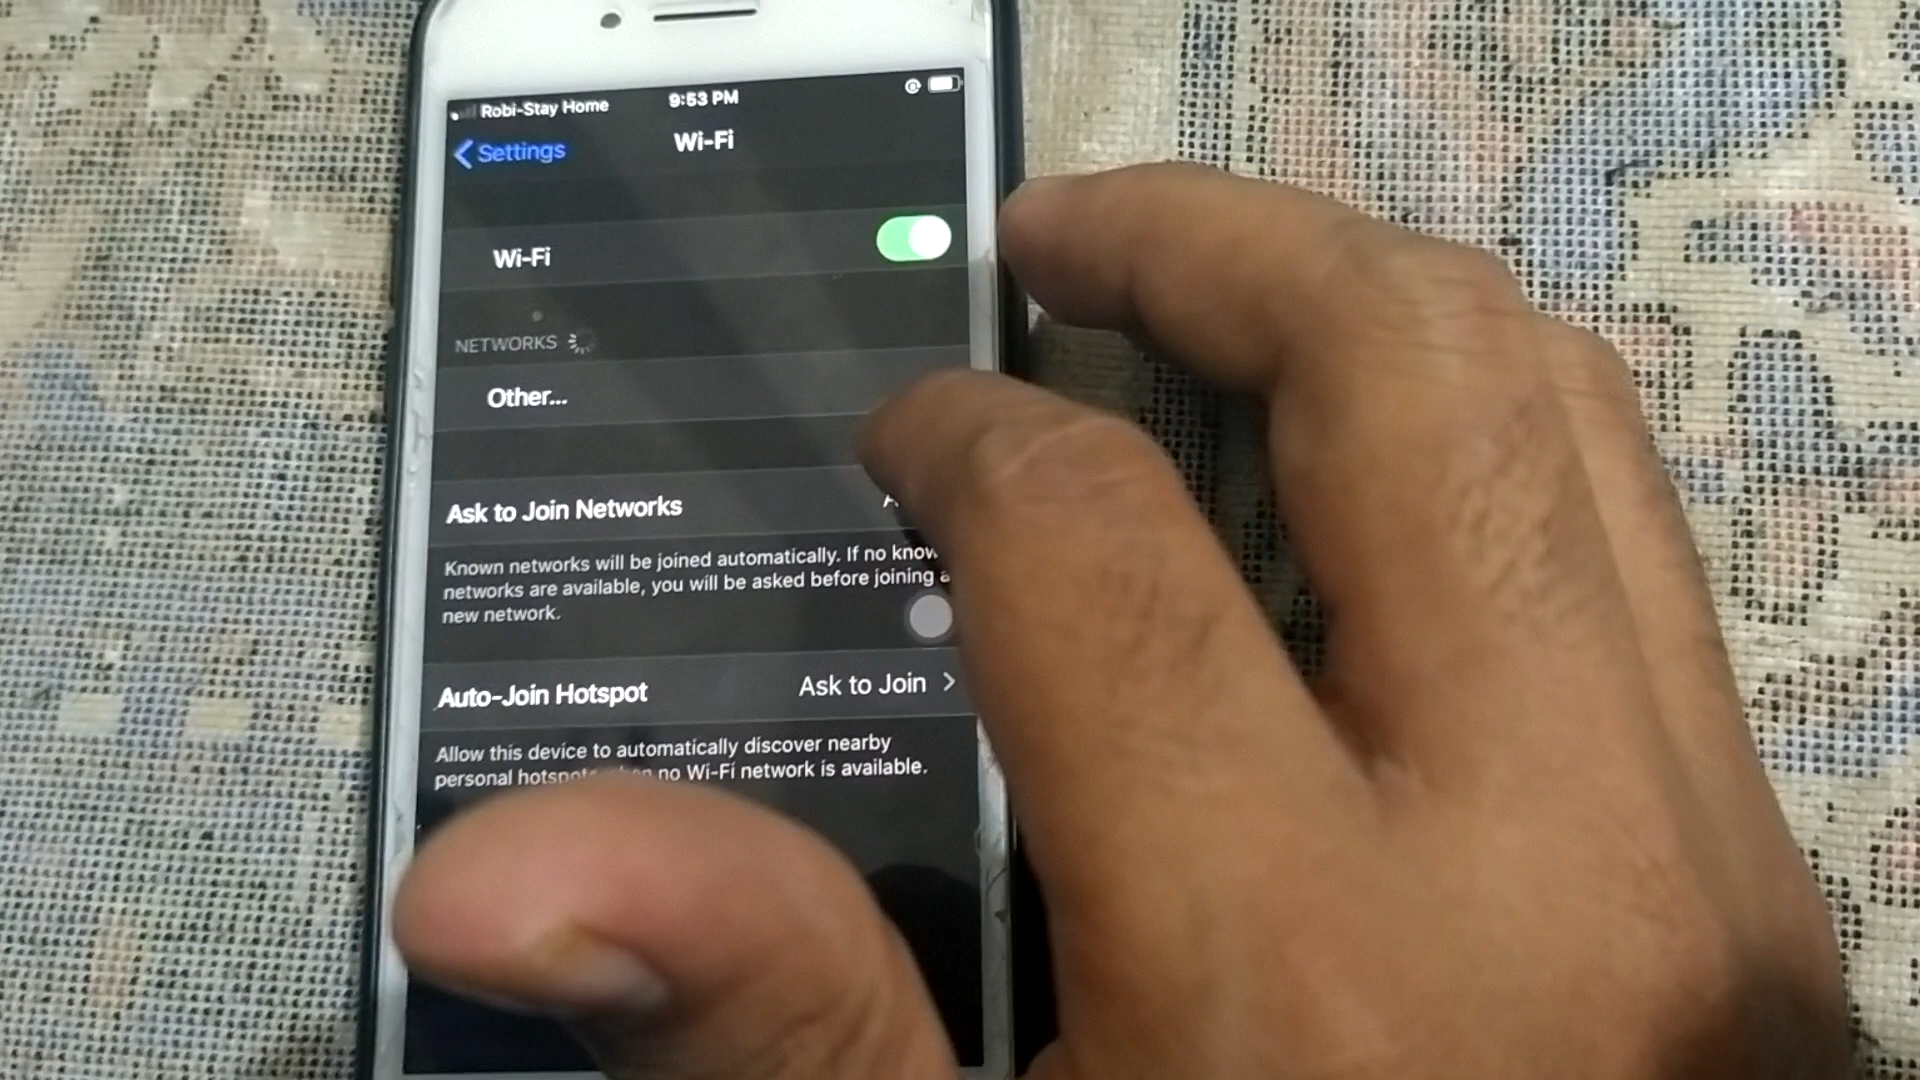 Robi-Stay Home 9:53 PM
Settings Wi-Fi
Wi-Fi
NETWORKS
Other...
Ask to Join Networks
Known networks will be joined automatically. If no
networks are available, you will be asked before joining
new network.
Auto-Join Hotspot Ask to Join
Allow this device to automatically discover nearby
personal no Wi-Fi network is available.